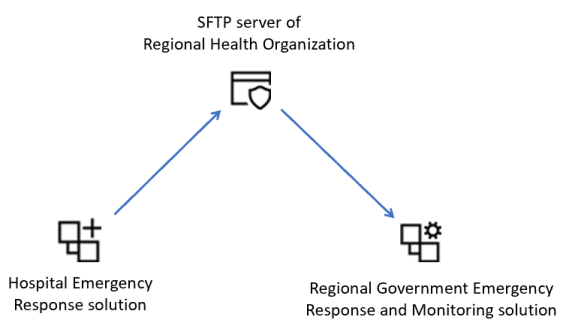 SFTP server of
Regional Health Organization
Hospital Emergency
Response solution
Regional Government Emergency
Response and Monitoring solution